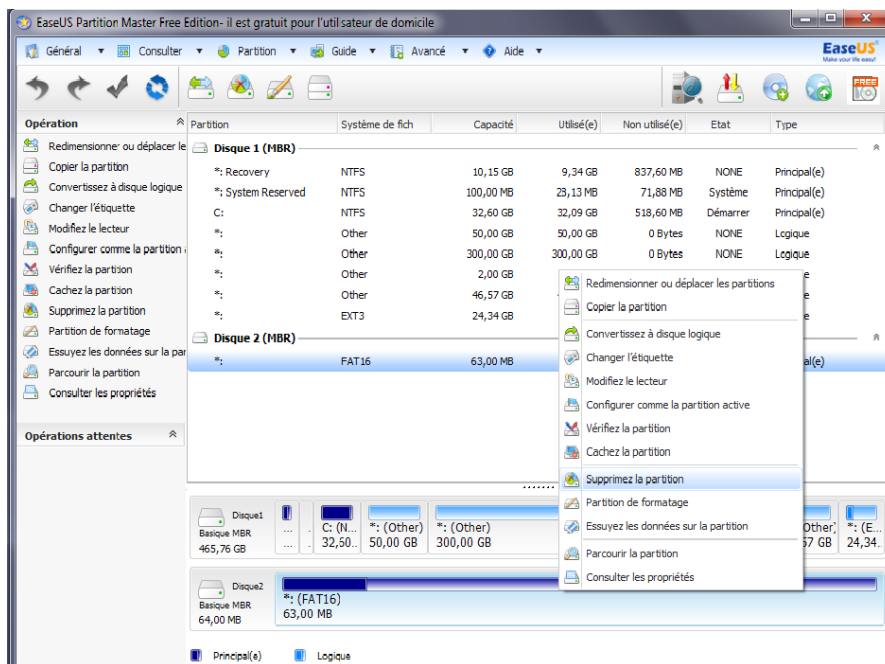 EaseUS Partition Master Free Edition- il est gratuit pour l'utilisateur de domicile
Général Consulter Partition Guide Avancé Aide
EaseUS
Make your life easy!
FREE
Opération
Redimensionner ou déplacer le
Copier la partition
Convertissez à disque logique
Changer l'étiquette
Modifiez le lecteur
Configurer comme la partition a
Vérifiez la partition
Cachez la partition
Supprimez la partition
Partition de formatage
Essuyez les données sur la par
Parcourir la partition
Consulter les propriétés
Opérations attentes
Partition Système de fich Capacité Utilisé(e) Non utilisé(e) Etat Type
Disque 1 (MBR)
*: Recovery NTFS 10,15 GB 9,34 GB 837,60 MB NONE Principal(e)
*: System Reserved NTFS 100,00 MB 23,13 MB 71,88 MB Système Principal(e)
C: NTFS 32,60 GB 32,09 GB 518,60 MB Démarrer Principal(e)
*: Other 50,00 GB 50,00 GB 0 Bytes NONE Logique
*: Other 300,00 GB 300,00 GB 0 Bytes NONE Logique
*: Other 2,00 GB e
*: Other 46,57 GB e
*: EXT3 24,34 GB e
Disque 2 (MBR)
*: FAT16 63,00 MB al(e)
Redimensionner ou déplacer les partitions
Copier la partition
Convertissez à disque logique
Changer l'étiquette
Modifiez le lecteur
Configurer comme la partition active
Vérifiez la partition
Cachez la partition
Supprimez la partition
Partition de formatage
Essuyez les données sur la partition
Parcourir la partition
Consulter les propriétés
Disque1
Basique MBR
465,76 GB
... ... . .
C: (N...
32,50..
*: (Other)
50,00 GB
*: (Other)
300,00 GB
Other
57 GB
*: (E...
24,34..
Disque2
Basique MBR
64,00 MB
*: (FAT16)
63,00 MB
Principal(e) Logique